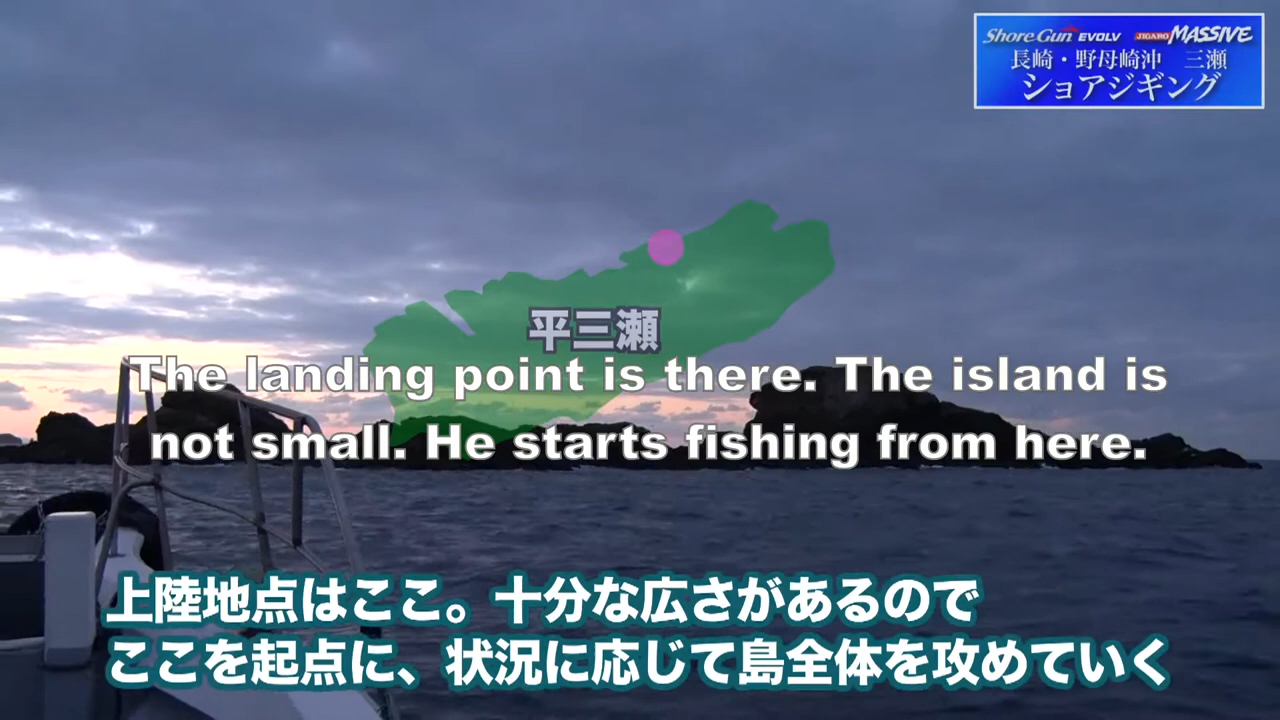 Shore Gun EVOLV JIGARO MASSIVE
長崎・野母崎沖　三瀬
ショアジギング
平三瀬
The landing point is there. The island is
not small. He starts fishing from here.
上陸地点はここ。十分な広さがあるので
ここを起点に、状況に応じて島全体を攻めていく